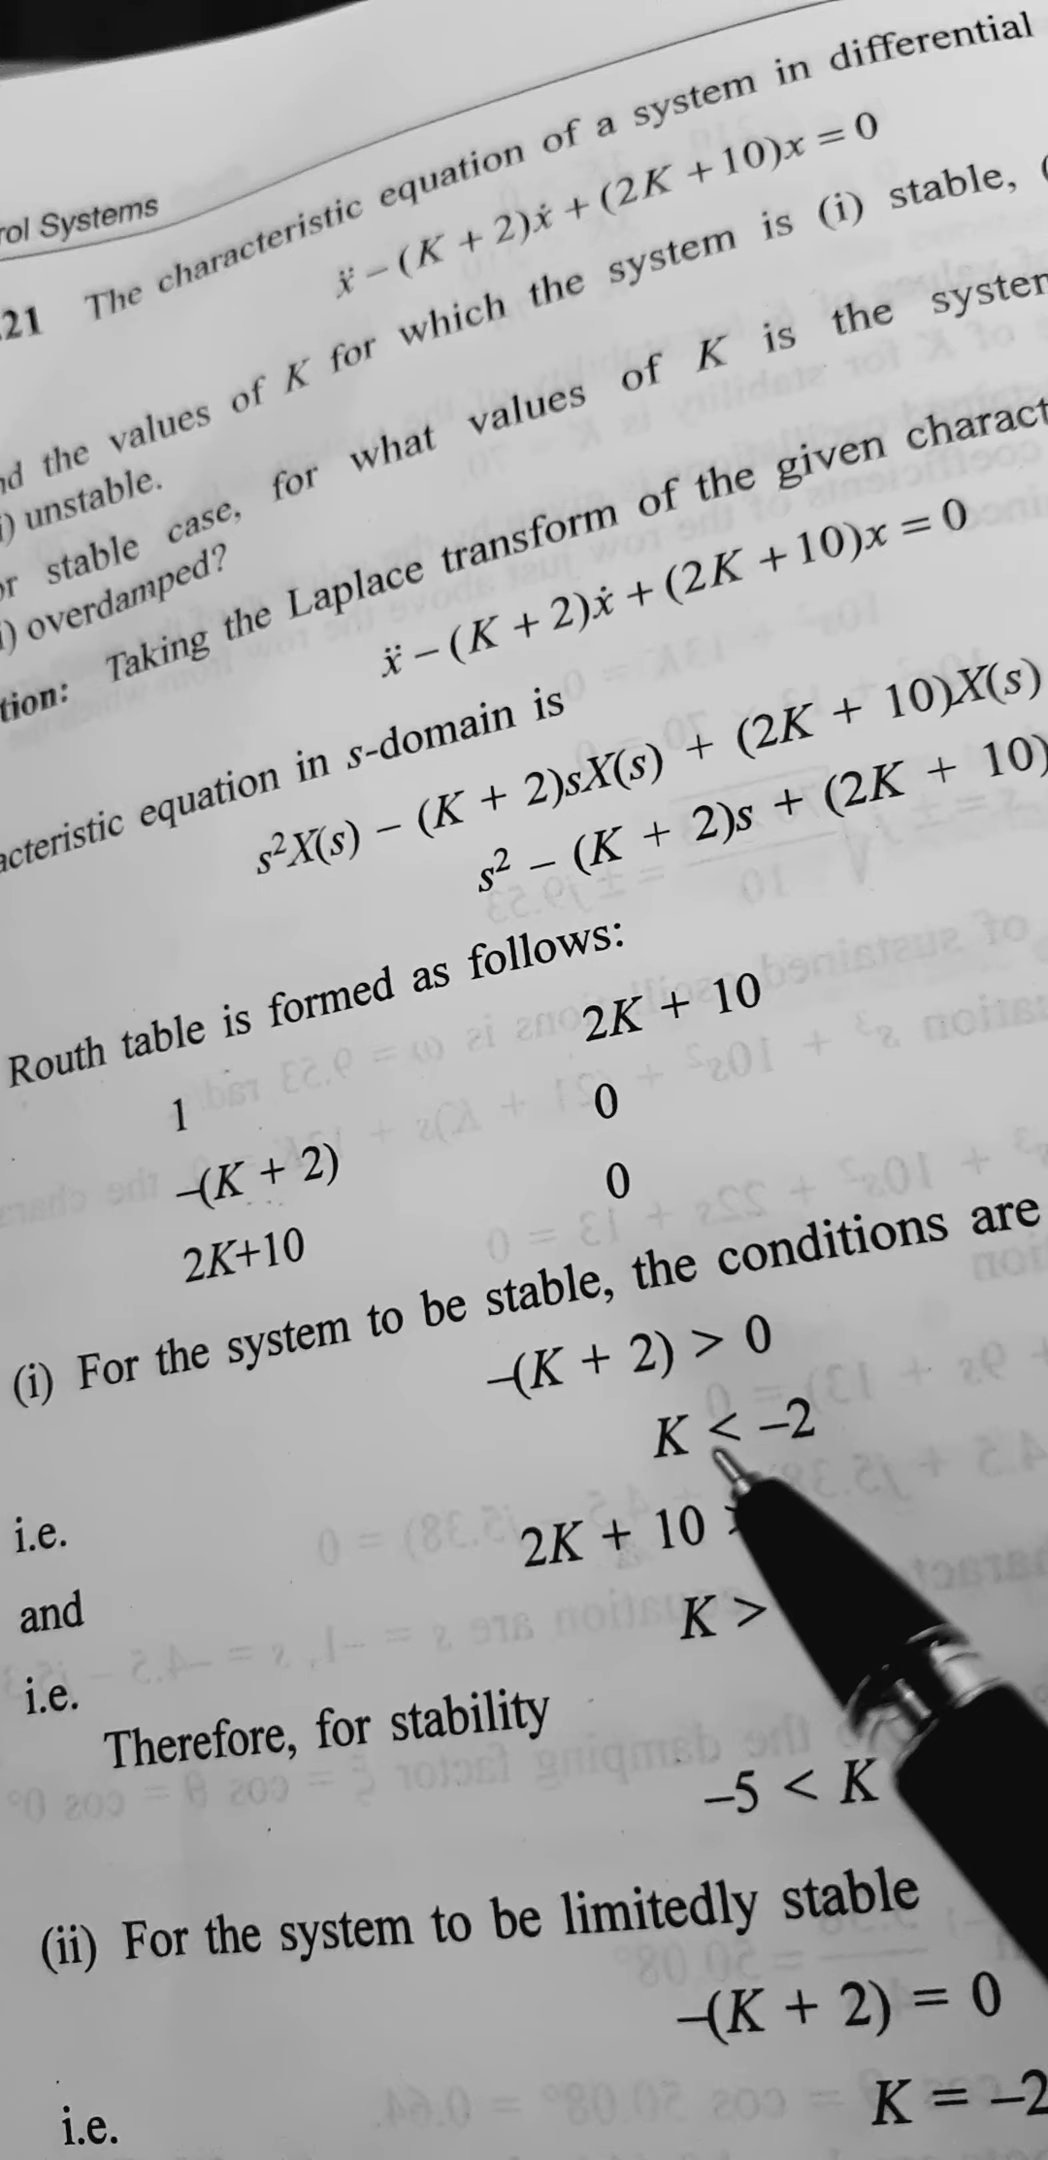 rol Systems
.21 The characteristic equation of a system in differential
ẍ – (K + 2)ẋ + (2K + 10)x = 0
nd the values of K for which the system is (i) stable, (
i) unstable.
or stable case, for what values of K is the system
i) overdamped?
tion: Taking the Laplace transform of the given charact
ẍ – (K + 2)ẋ + (2K + 10)x = 0
acteristic equation in s-domain is
s²X(s) – (K + 2)sX(s) + (2K + 10)X(s)
s² – (K + 2)s + (2K + 10)
Routh table is formed as follows:
1 2K + 10
–(K + 2) 0
2K+10 0
(i) For the system to be stable, the conditions are
–(K + 2) > 0
i.e. K < –2
and 2K + 10
i.e. K >
Therefore, for stability
–5 < K
(ii) For the system to be limitedly stable
–(K + 2) = 0
i.e. K = –2